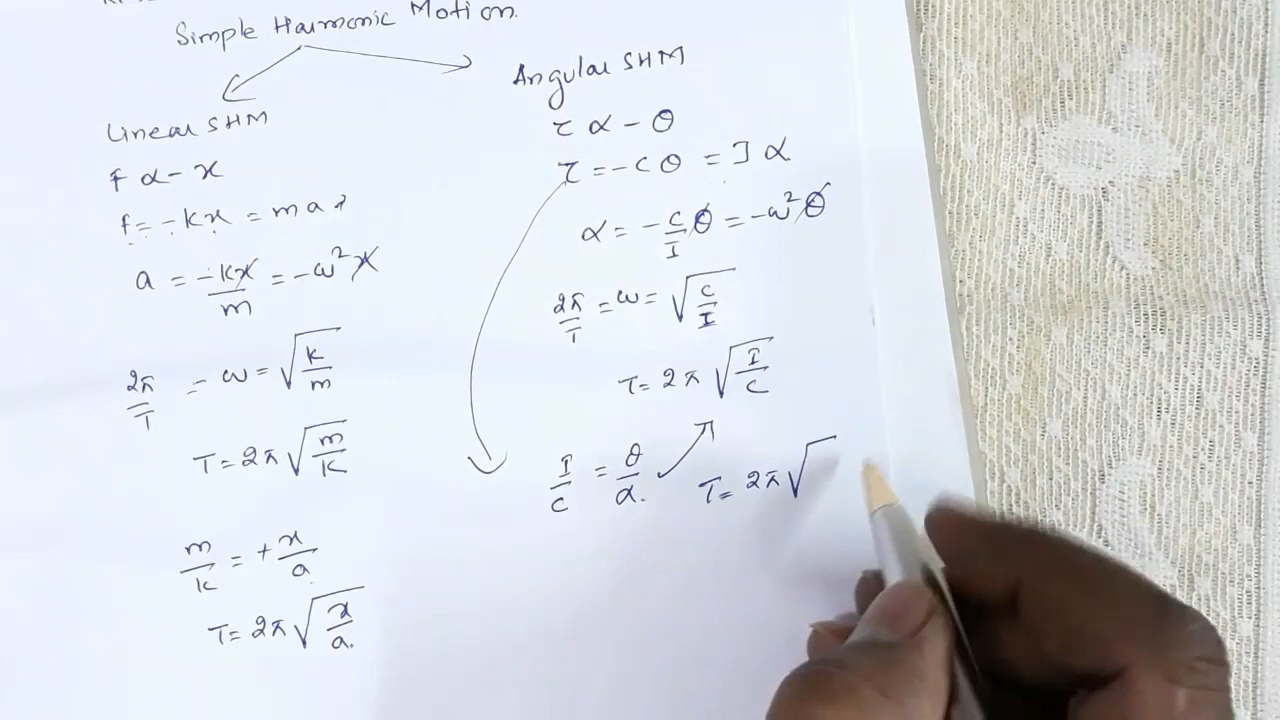 Simple Harmonic Motion.
Linear SHM
f α - x
f = -kx = ma
a = -kx/m = -ω²x
2π/T = ω = √(k/m)
T = 2π √(m/k)
m/k = + x/a
T = 2π √(x/a.)
Angular SHM
τ α - θ
τ = -cθ = I α
α = -c/I θ = -ω²θ
2π/T = ω = √(c/I)
T = 2π √(I/c)
I/c = θ/α.
T = 2π √